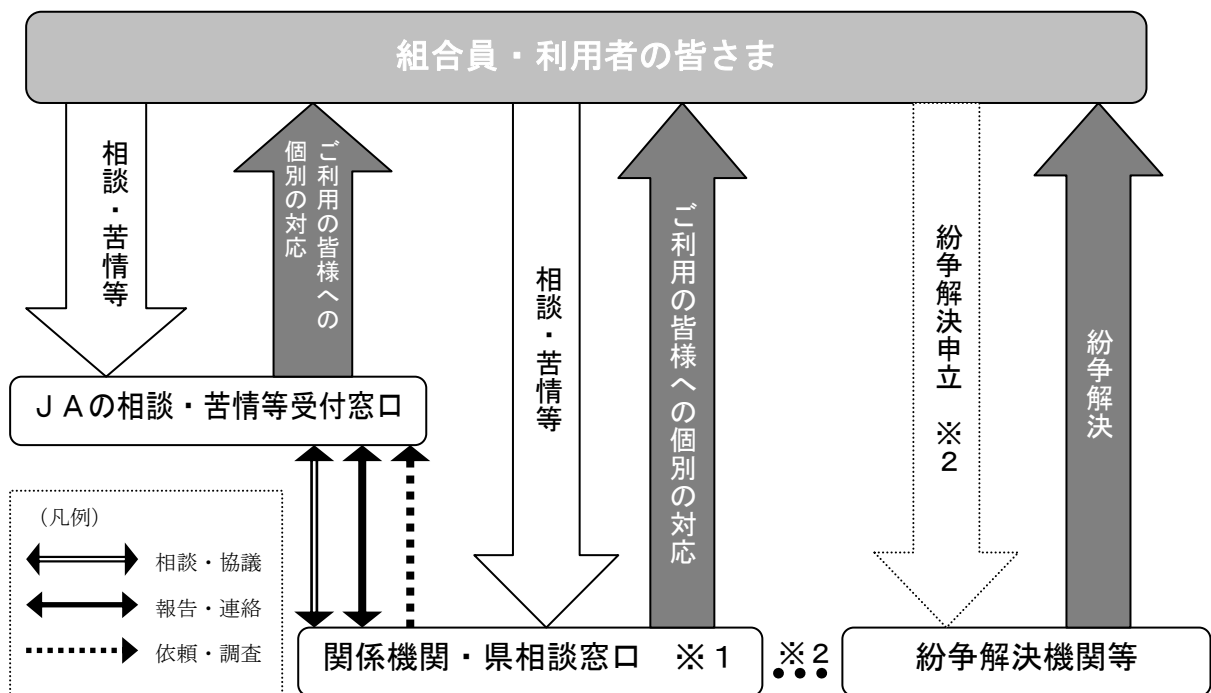 組合員・利用者の皆さま
相談・苦情等
ご利用の皆様への
個別の対応
相談・苦情等
ご利用の皆様への個別の対応
紛争解決申立 ※2
紛争解決
JAの相談・苦情等受付窓口
(凡例)
相談・協議
報告・連絡
依頼・調査
関係機関・県相談窓口 ※1
※2
紛争解決機関等